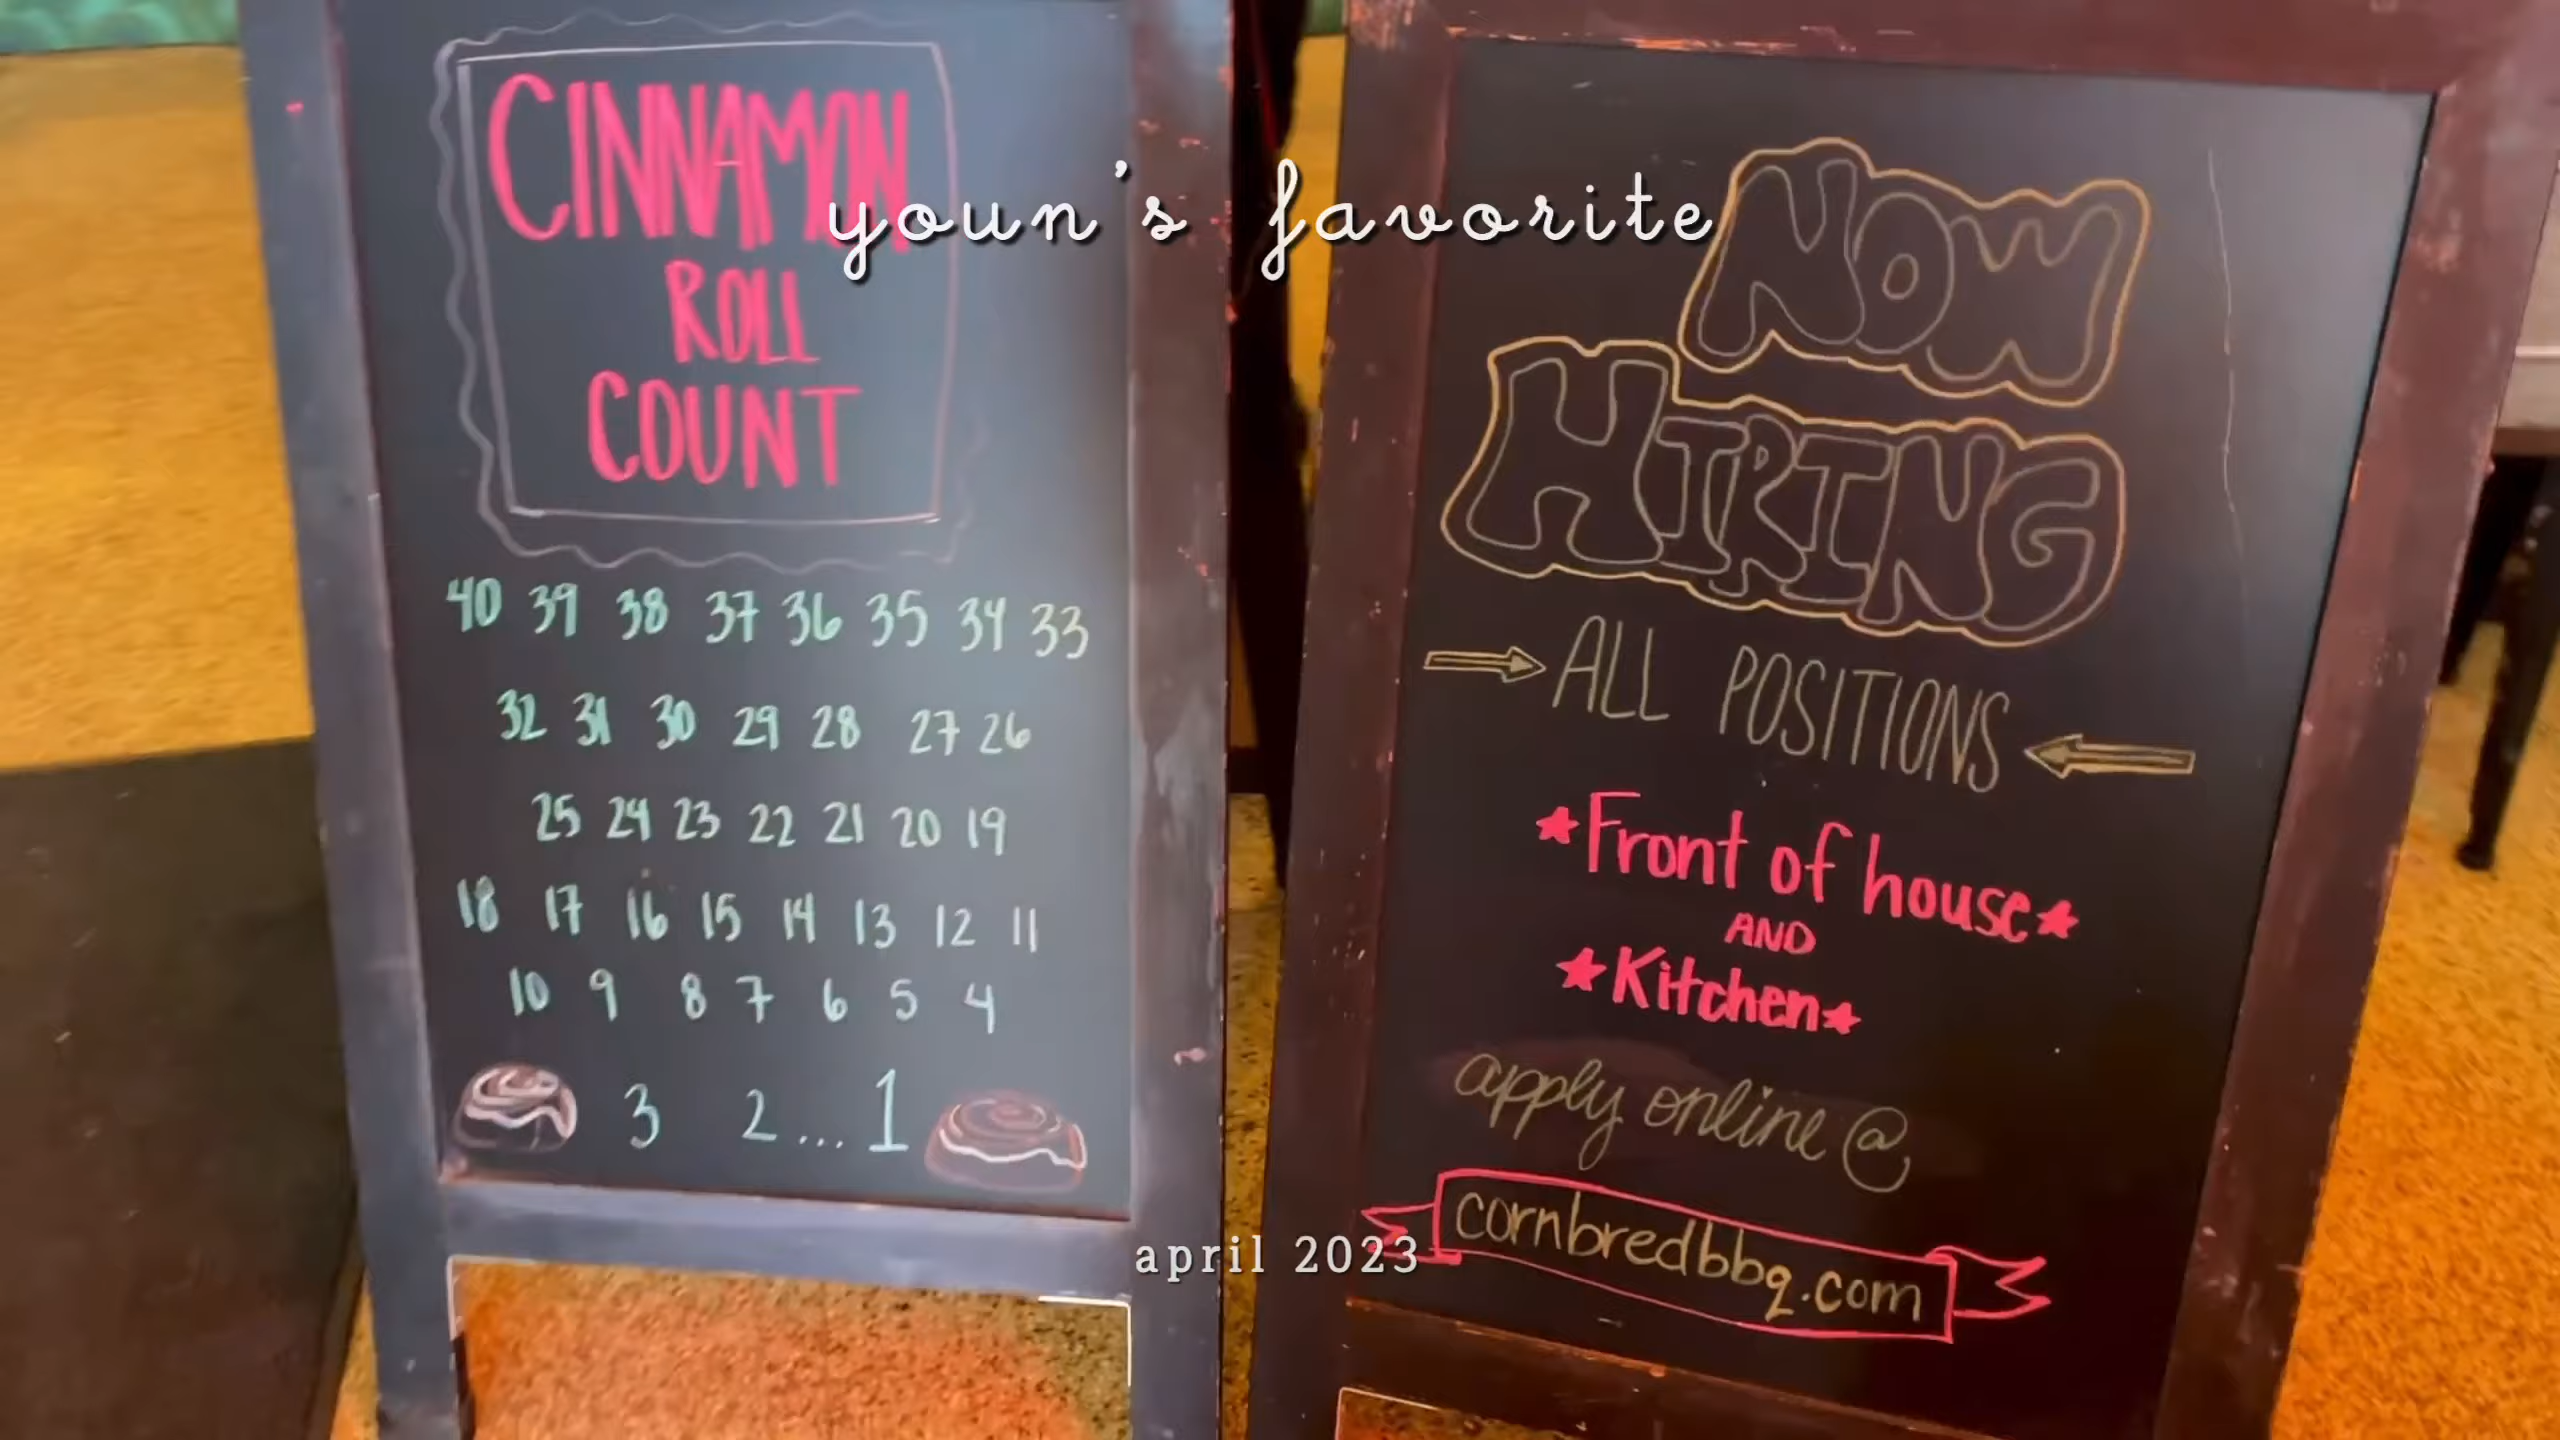 CINNAMON
ROLL
COUNT
40 39 38 37 36 35 34 33
32 31 30 29 28 27 26
25 24 23 22 21 20 19
18 17 16 15 14 13 12 11
10 9 8 7 6 5 4
3 2... 1
youn's favorite
NOW
HIRING
ALL POSITIONS
Front of house
AND
Kitchen
apply online @
cornbredbbq.com
april 2023